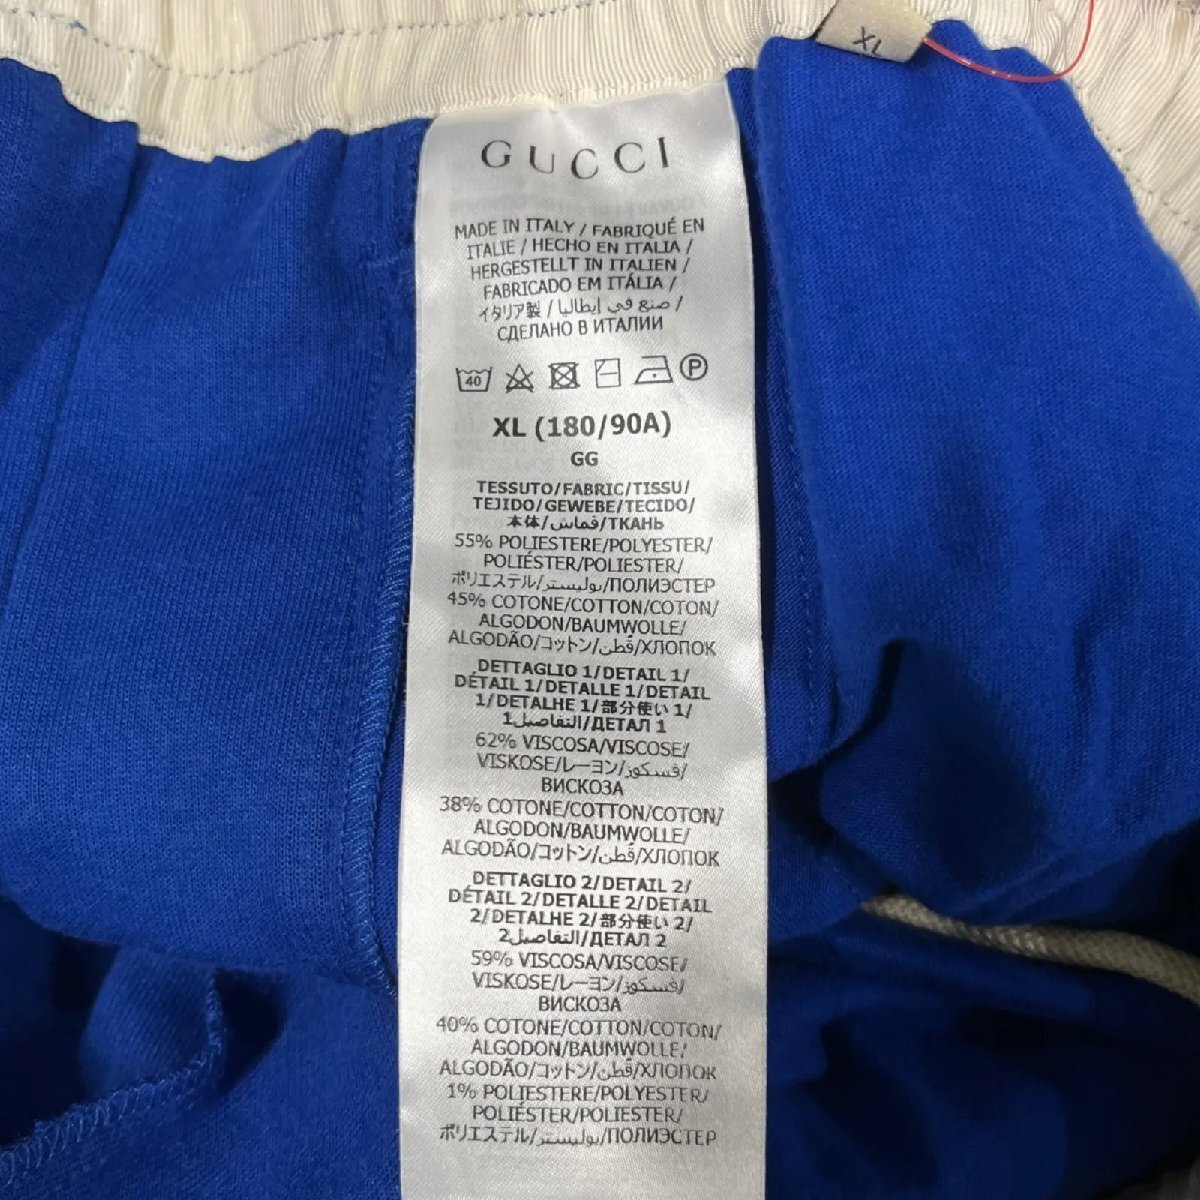 XL
GUCCI
MADE IN ITALY / FABRIQUÉ EN
ITALIE / HECHO EN ITALIA /
HERGESTELLT IN ITALIEN /
FABRICADO EM ITÁLIA /
イタリア製 / صنع في إيطاليا /
СДЕЛАНО В ИТАЛИИ
40 P
XL (180/90A)
GG
TESSUTO/FABRIC/TISSU/
TEJIDO/GEWEBE/TECIDO/
本体/قماش/ТКАНЬ
55% POLIESTERE/POLYESTER/
POLIÉSTER/POLIESTER/
ポリエステル/بوليستر/ПОЛИЭСТЕР
45% COTONE/COTTON/COTON/
ALGODON/BAUMWOLLE/
ALGODÃO/コットン/قطن/ХЛОПОК
DETTAGLIO 1/DETAIL 1/
DÉTAIL 1/DETALLE 1/DETAIL
1/DETALHE 1/部分使い 1/
التفاصيل1/ДЕТАЛ 1
62% VISCOSA/VISCOSE/
VISKOSE/レーヨン/فسكوز/
ВИСКОЗА
38% COTONE/COTTON/COTON/
ALGODON/BAUMWOLLE/
ALGODÃO/コットン/قطن/ХЛОПОК
DETTAGLIO 2/DETAIL 2/
DÉTAIL 2/DETALLE 2/DETAIL
2/DETALHE 2/部分使い 2/
التفاصيل2/ДЕТАЛ 2
59% VISCOSA/VISCOSE/
VISKOSE/レーヨン/فسكوز/
ВИСКОЗА
40% COTONE/COTTON/COTON/
ALGODON/BAUMWOLLE/
ALGODÃO/コットン/قطن/ХЛОПОК
1% POLIESTERE/POLYESTER/
POLIÉSTER/POLIESTER/
ポリエステル/بوليستر/ПОЛИЭСТЕР